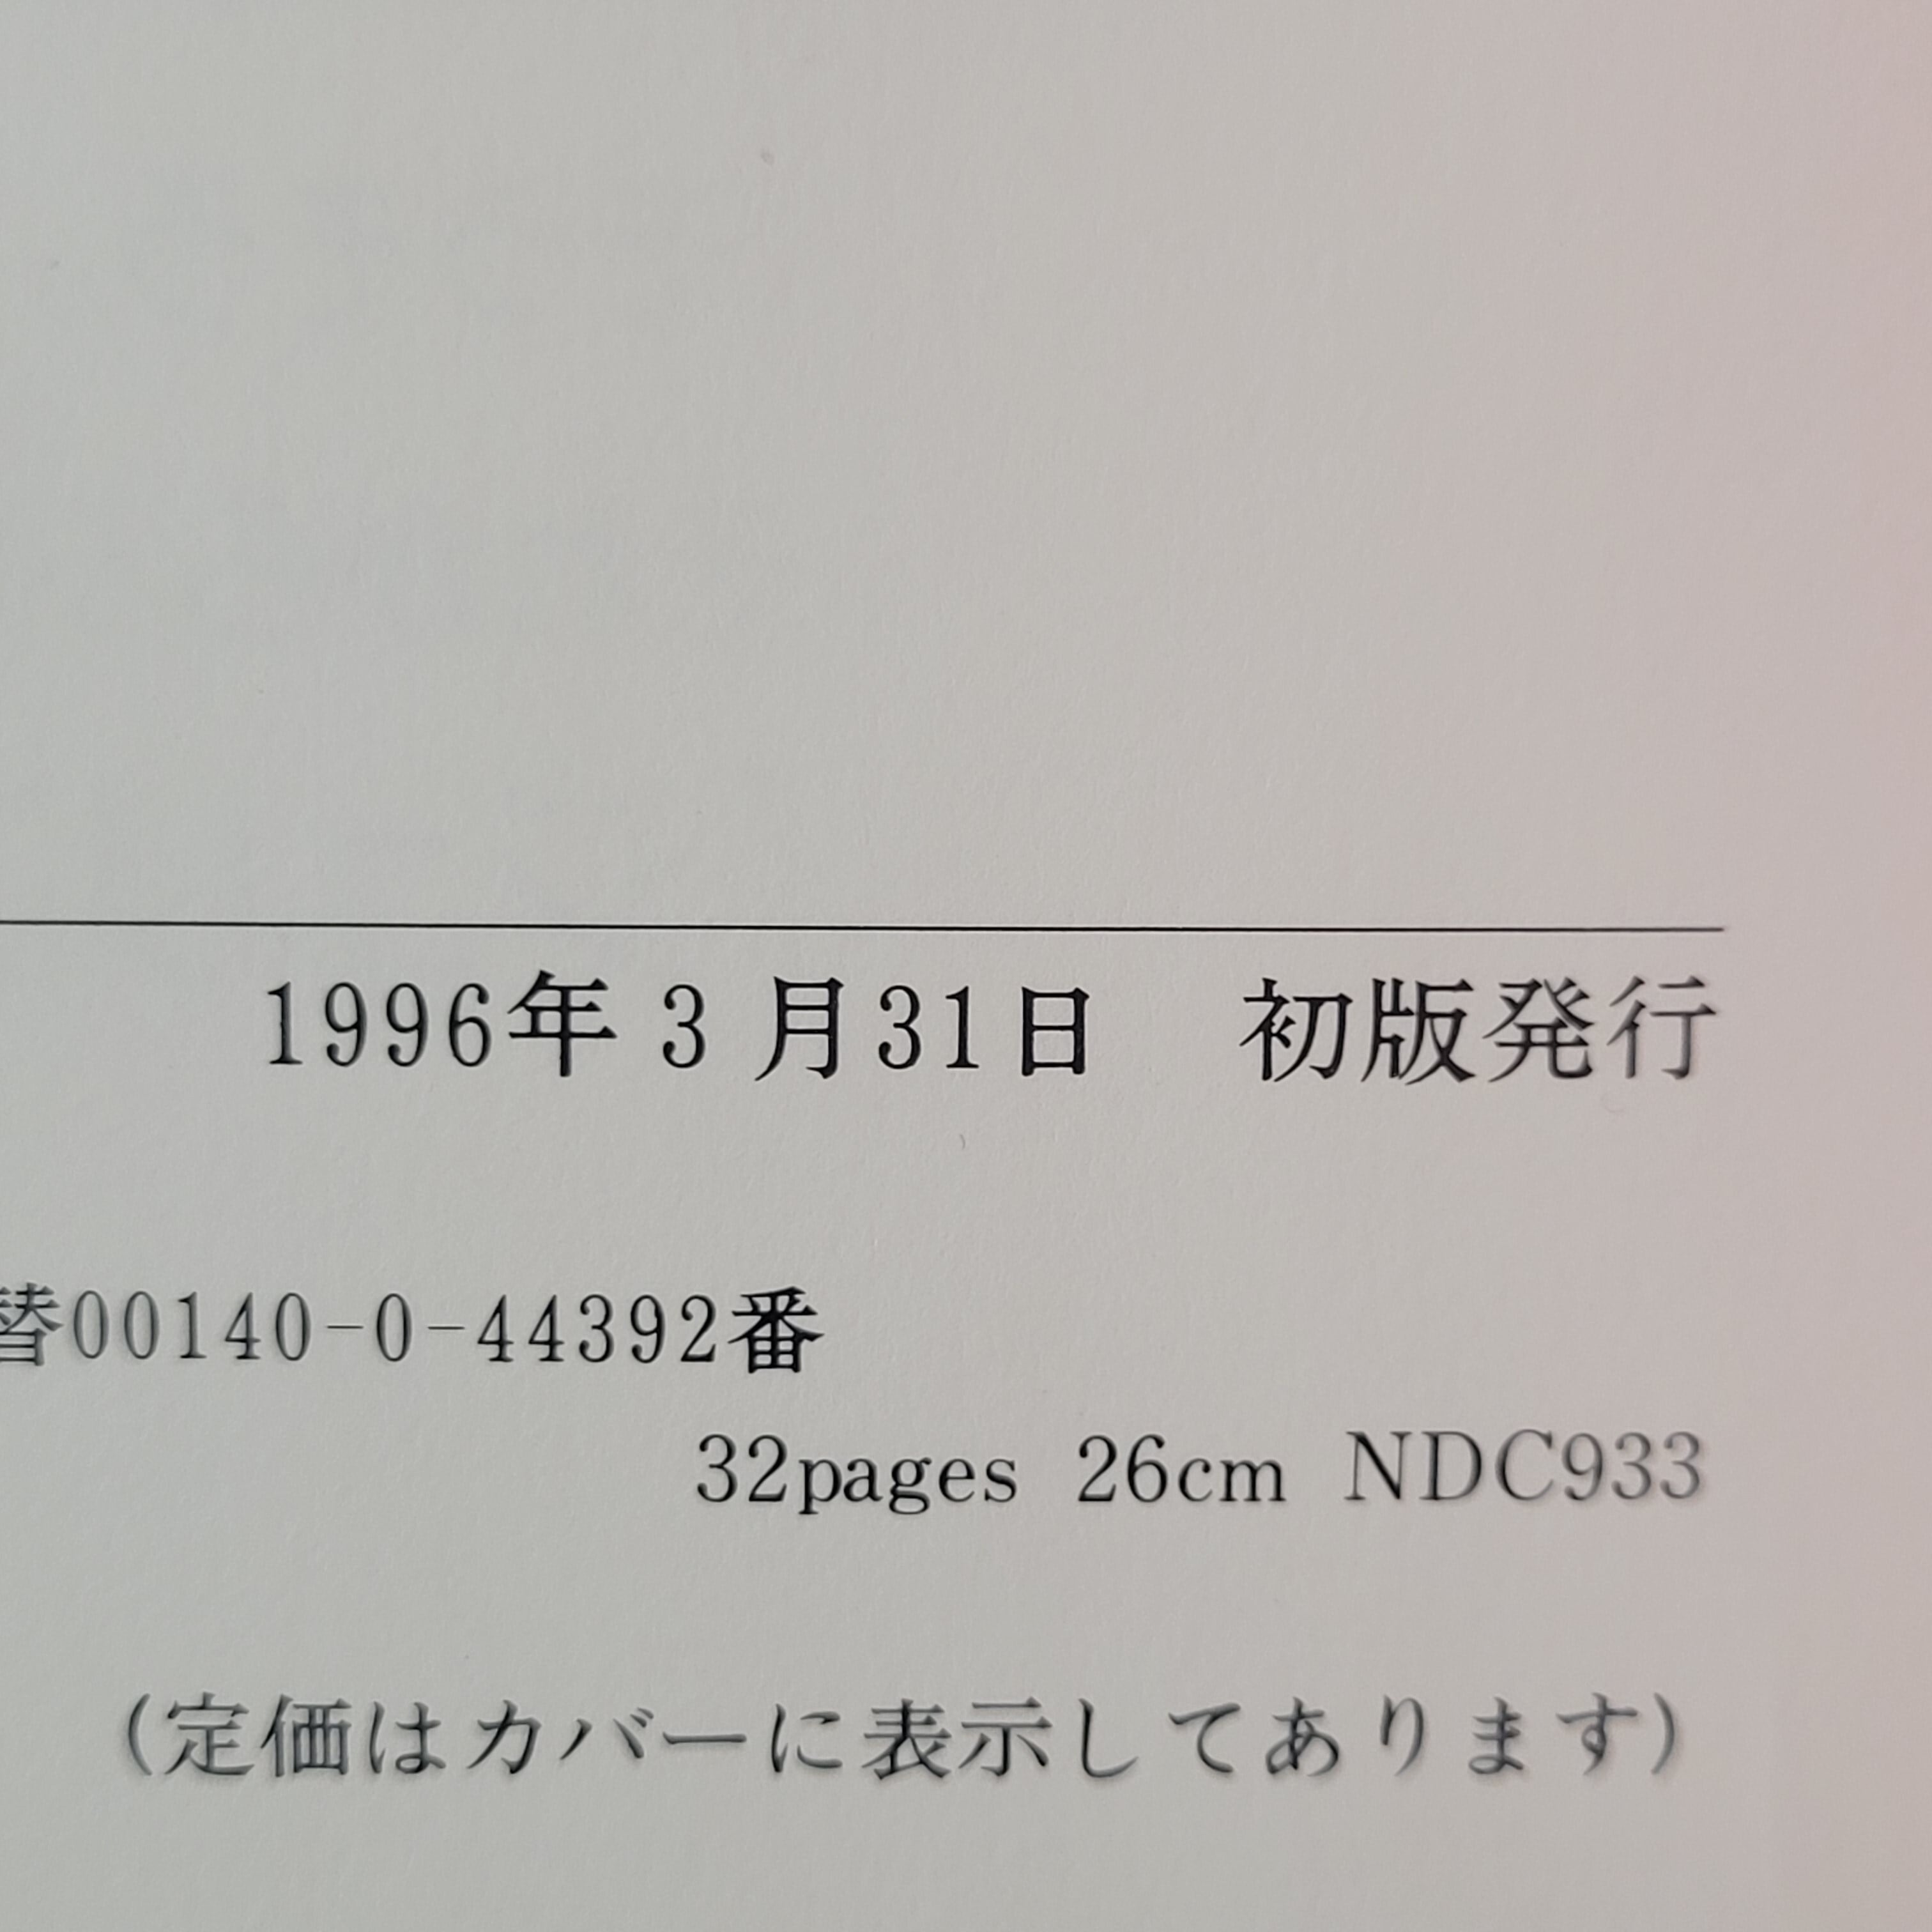 1996年3月31日　初版発行
替00140-0-44392番
32pages 26cm NDC933
(定価はカバーに表示してあります)